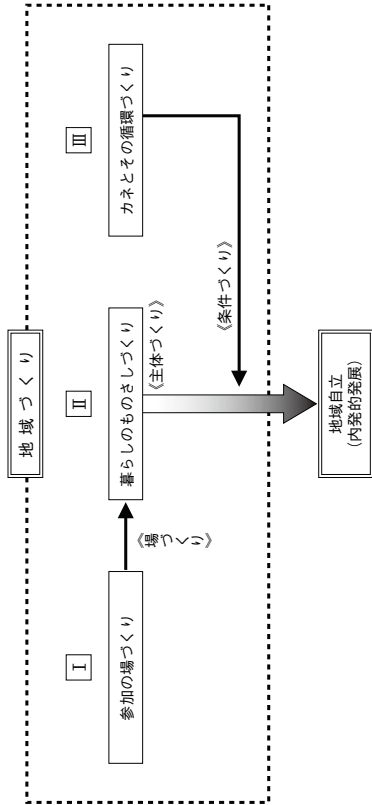 地域づくり
Ⅰ
Ⅱ
Ⅲ
参加の場づくり
暮らしのものさしづくり
カネとその循環づくり
《場づくり》
《主体づくり》
《条件づくり》
地域自立
(内発的発展)